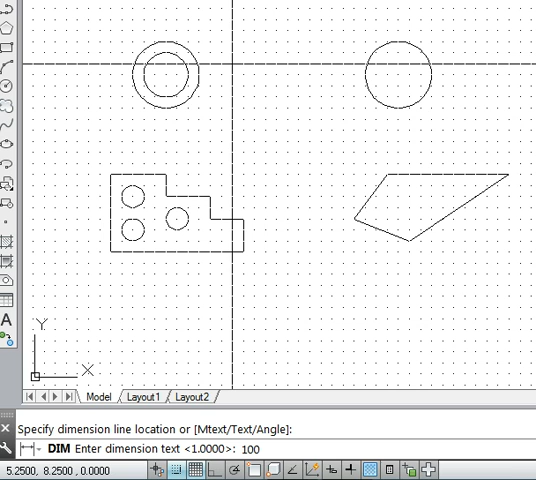 A
Y
X
Model Layout1 Layout2
Specify dimension line location or [Mtext/Text/Angle]:
DIM Enter dimension text <1.0000>: 100
5.2500, 8.2500, 0.0000